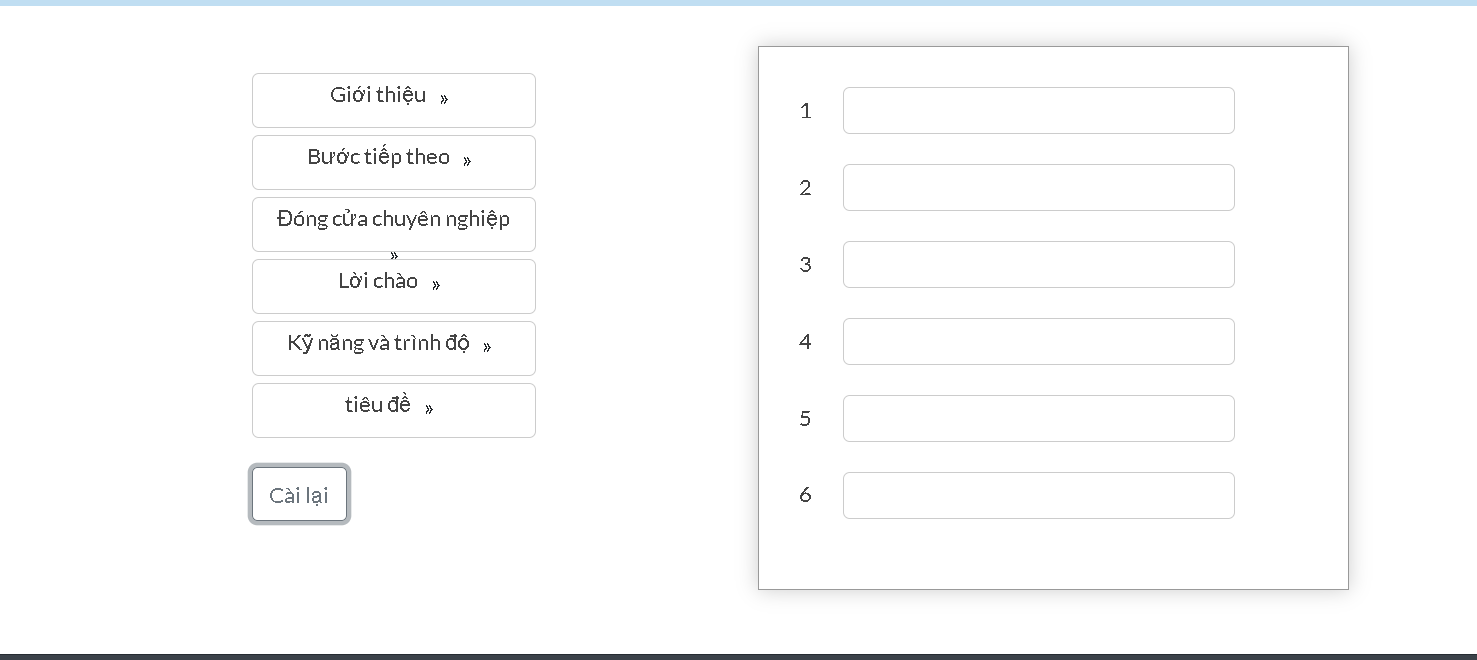 Giới thiệu »
Bước tiếp theo »
Đóng cửa chuyên nghiệp
»
Lời chào »
Kỹ năng và trình độ »
tiêu đề »
Cài lại
1
2
3
4
5
6